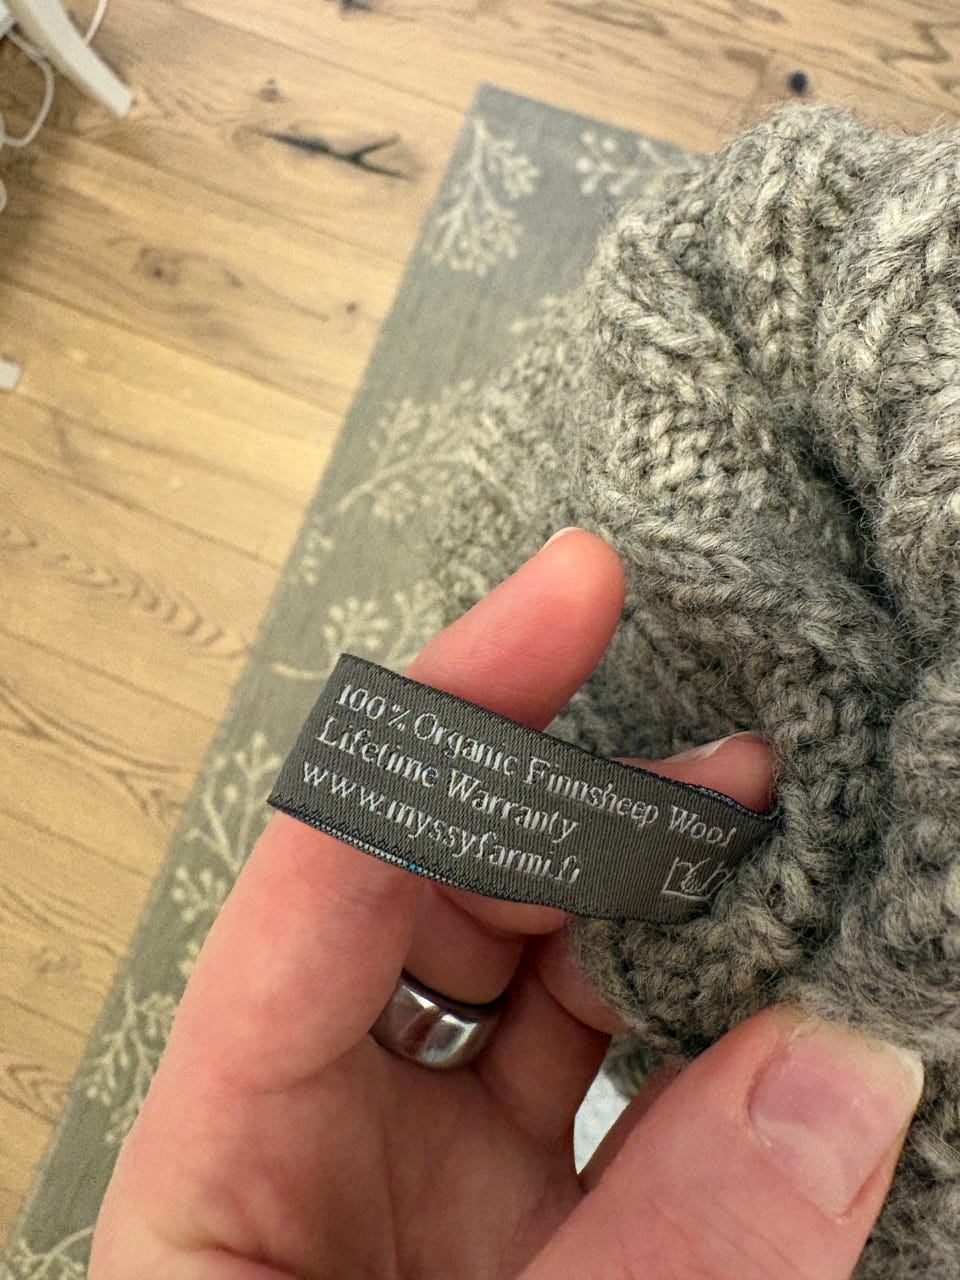 100% Organic Finnsheep Wool
Lifetime Warranty
www.myssyfarmi.fi